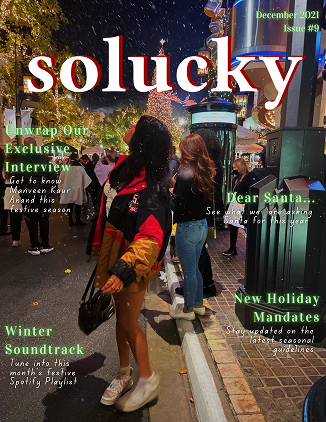 December 2021
Issue #9
solucky
Unwrap Our
Exclusive
Interview
Get to know
Manveen Kaur
Anand this
festive season
Dear Santa...
See what we are asking
Santa for this year
New Holiday
Mandates
Stay updated on the
latest seasonal
guidelines
Winter
Soundtrack
Tune into this
month's festive
Spotify Playlist